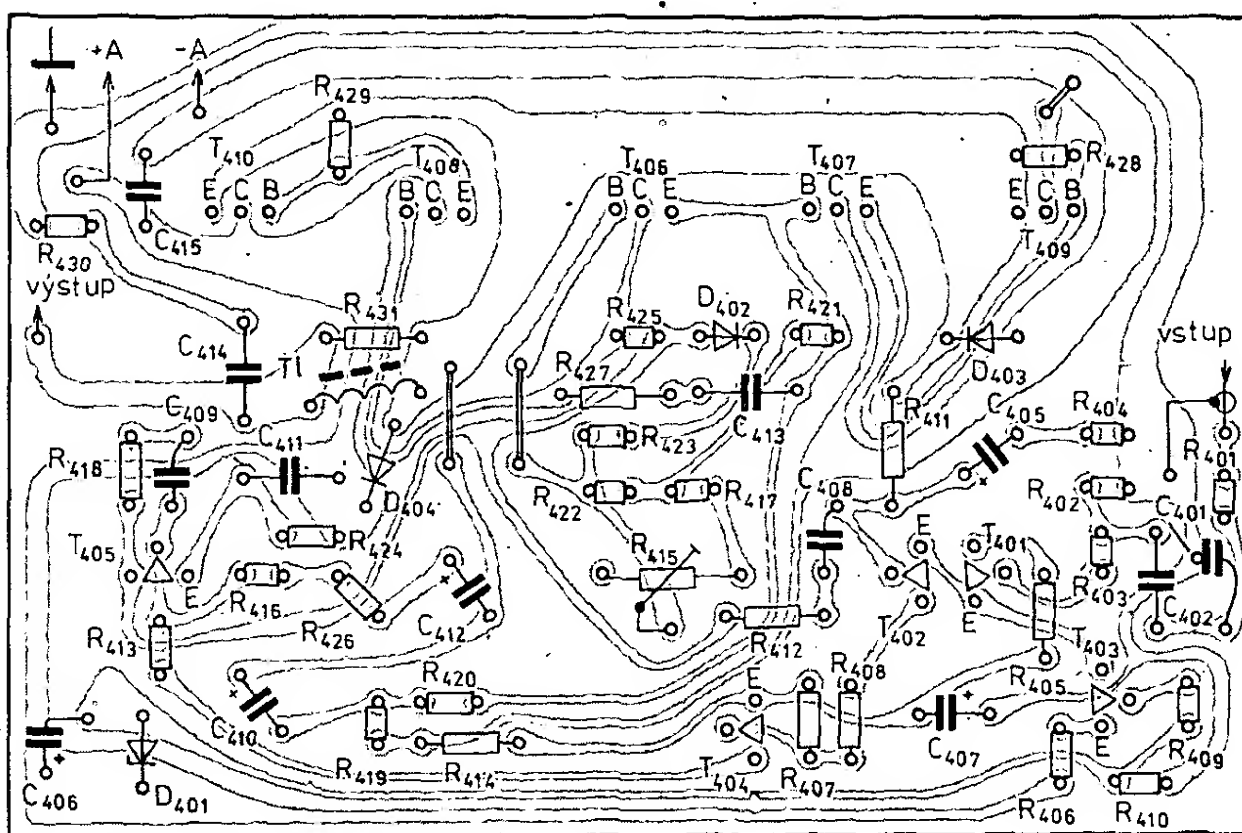 +A
-A
R429
T410
E C B
T408
B C E
T406
B C E
T407
B C E
R428
E C B
T409
C415
R430
výstup
R431
C414
Tl
R425
D402
R421
vstup
D403
R427
C413
R411
C405
R404
R401
C409
C411
R418
D404
R423
R422
R417
C408
R402
C401
T405
E
R424
R416
R426
C412
R415
R412
E
T401
T402
E
R403
C402
R413
T403
R405
R420
R408
C410
E
C407
E
R409
C406
D401
R419
R414
T404
R407
R406
R410